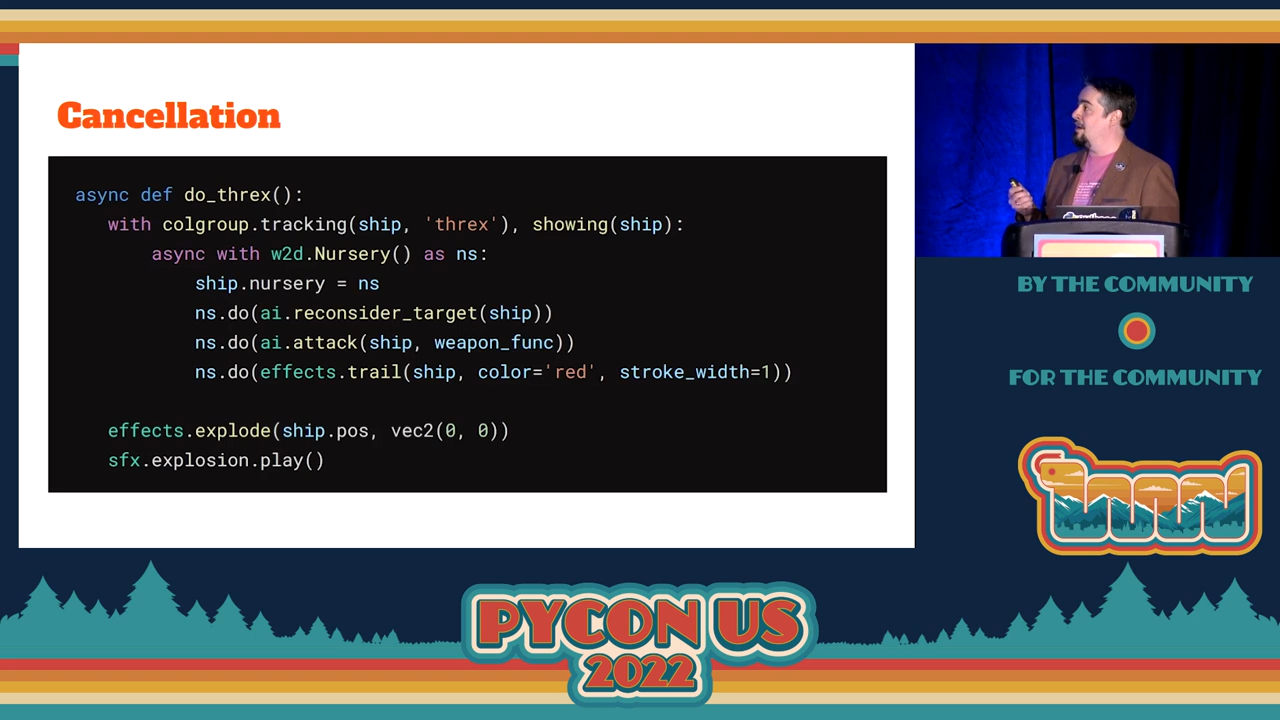 Cancellation
async def do_threx():
    with colgroup.tracking(ship, 'threx'), showing(ship):
        async with w2d.Nursery() as ns:
            ship.nursery = ns
            ns.do(ai.reconsider_target(ship))
            ns.do(ai.attack(ship, weapon_func))
            ns.do(effects.trail(ship, color='red', stroke_width=1))
    effects.explode(ship.pos, vec2(0, 0))
    sfx.explosion.play()
BY THE COMMUNITY
FOR THE COMMUNITY
PYCON US
2022